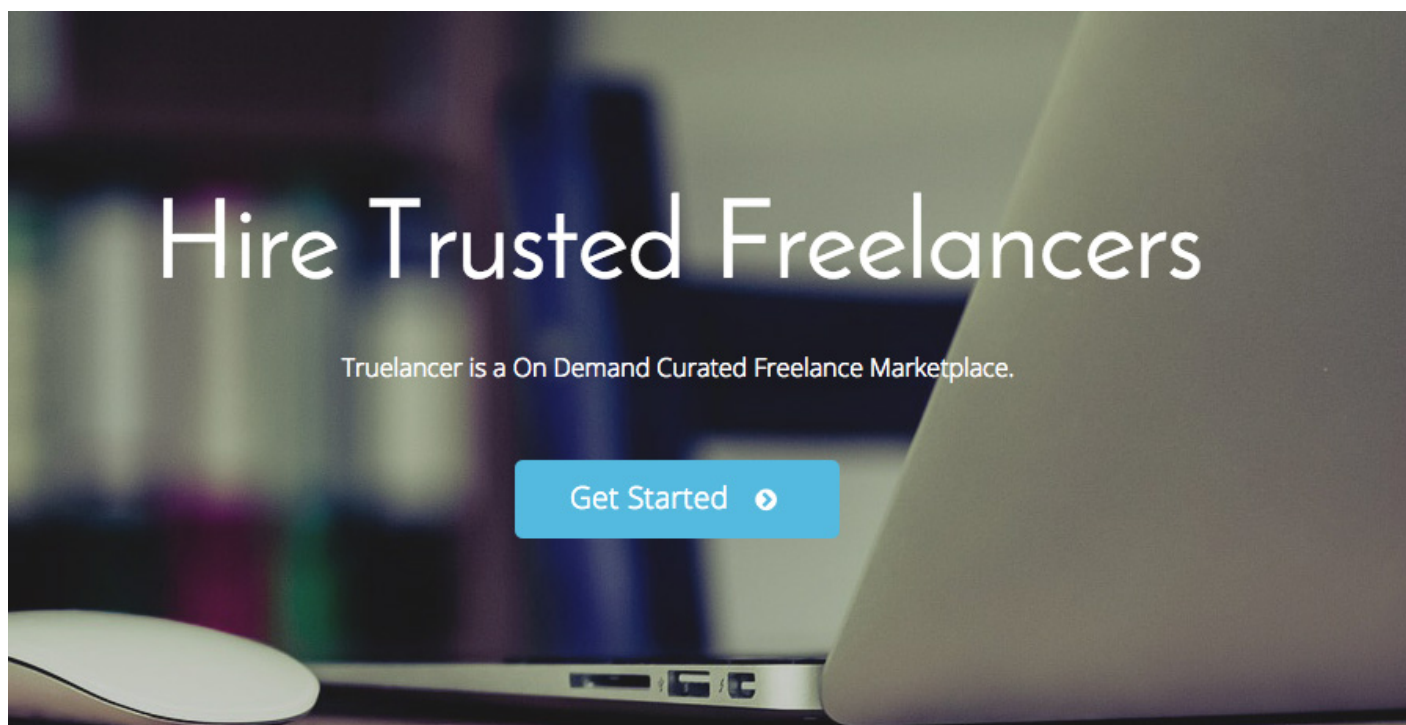 Hire Trusted Freelancers
Truelancer is a On Demand Curated Freelance Marketplace.
Get Started